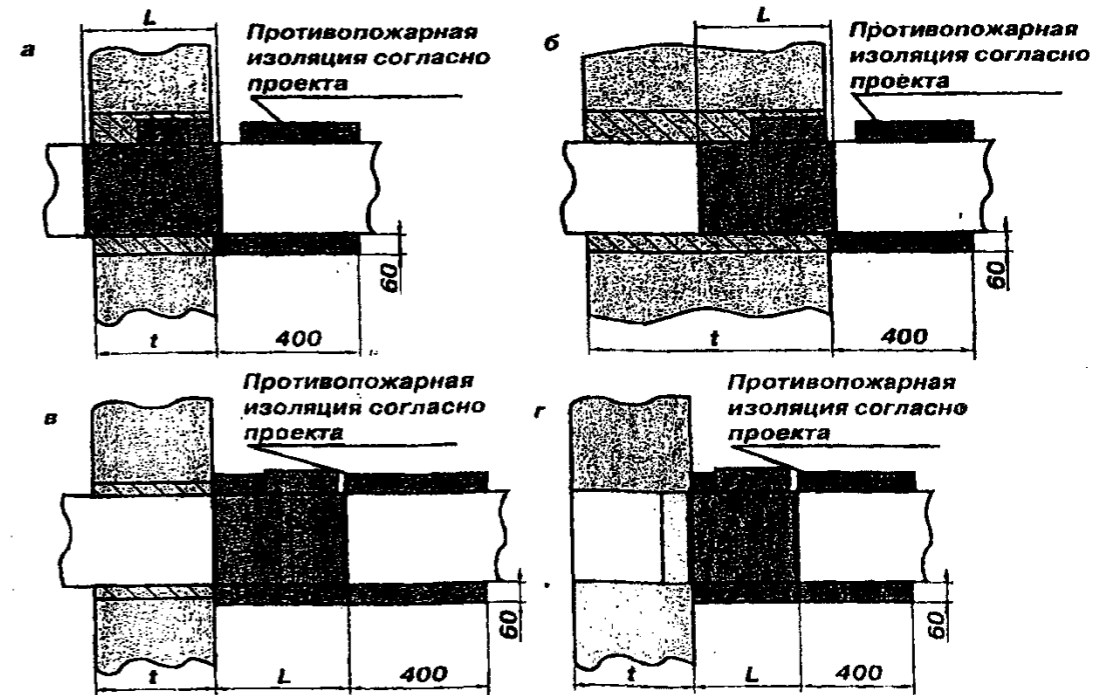 а
L
Противопожарная
изоляция согласно
проекта
60
t
400
б
L
Противопожарная
изоляция согласно
проекта
60
t
400
в
Противопожарная
изоляция согласно
проекта
60
t
L
400
г
Противопожарная
изоляция согласно
проекта
60
t
L
400